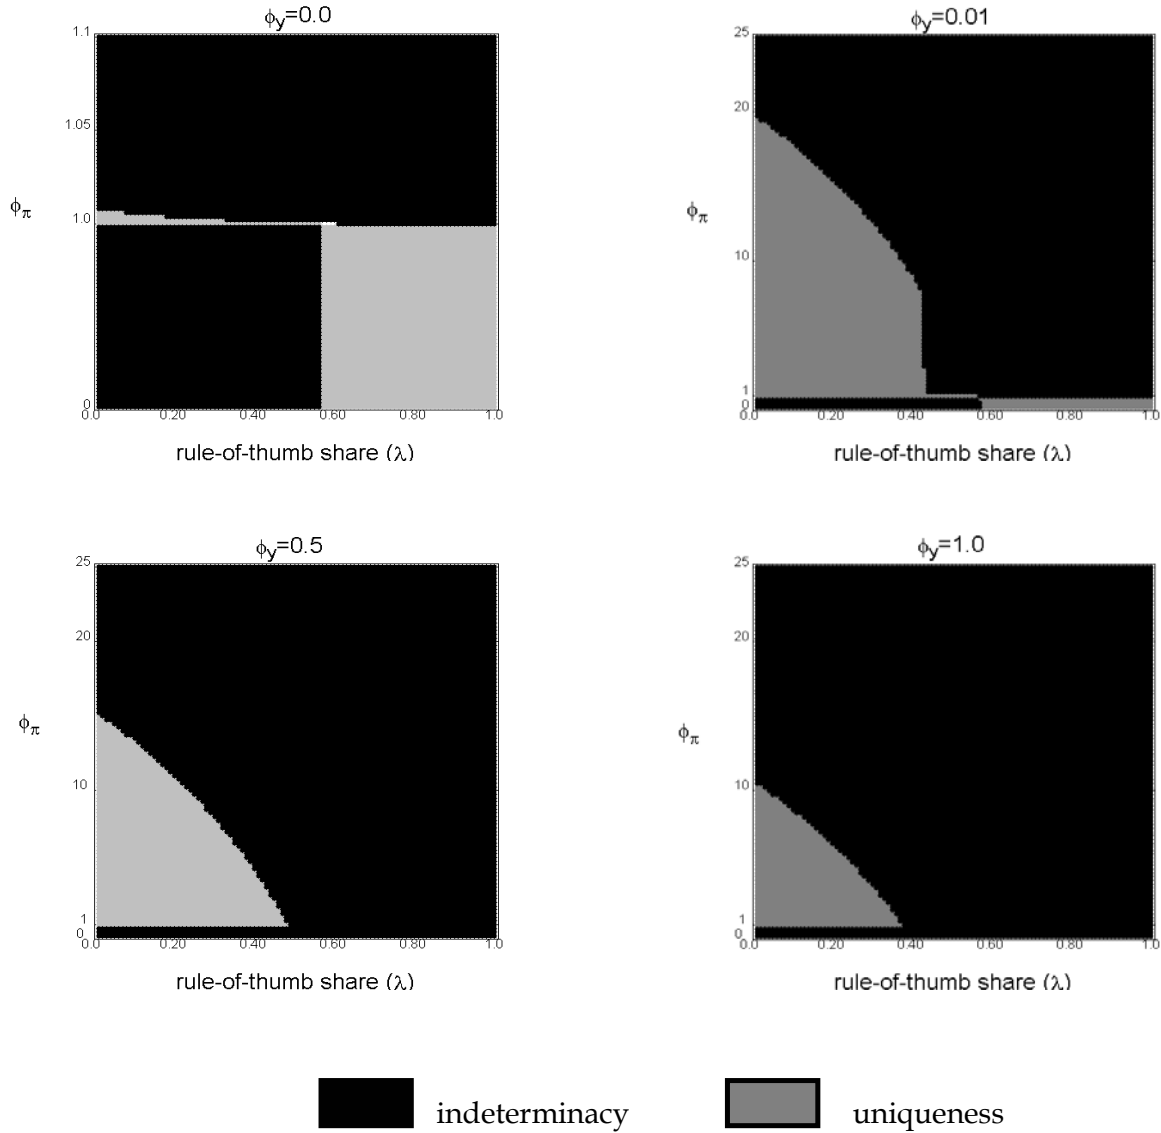 ϕy=0.0
1.1
1.05
ϕπ
1.0
0
0.0 0.20 0.40 0.60 0.80 1.0
rule-of-thumb share (λ)
ϕy=0.01
25
20
ϕπ
10
1
0
0.0 0.20 0.40 0.60 0.80 1.0
rule-of-thumb share (λ)
ϕy=0.5
25
20
ϕπ
10
1
0
0.0 0.20 0.40 0.60 0.80 1.0
rule-of-thumb share (λ)
ϕy=1.0
25
20
ϕπ
10
1
0
0.0 0.20 0.40 0.60 0.80 1.0
rule-of-thumb share (λ)
indeterminacy uniqueness